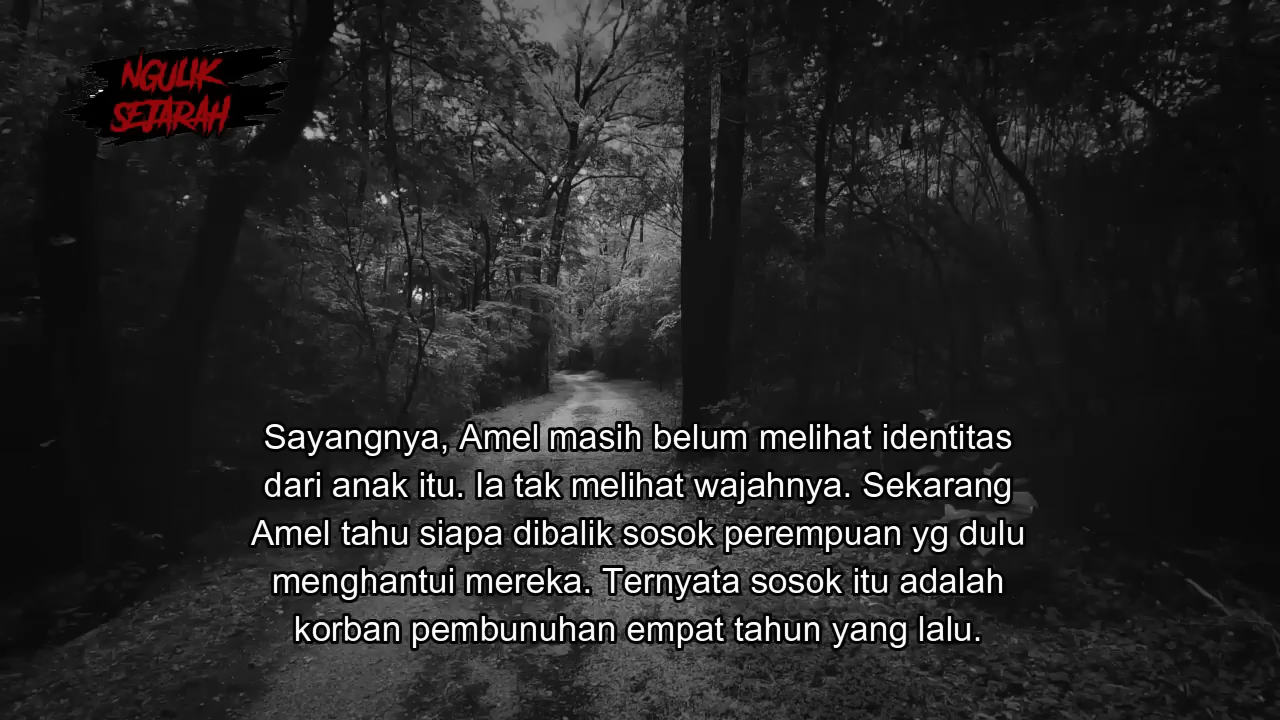 NGULIK
SEJARAH
Sayangnya, Amel masih belum melihat identitas
dari anak itu. Ia tak melihat wajahnya. Sekarang
Amel tahu siapa dibalik sosok perempuan yg dulu
menghantui mereka. Ternyata sosok itu adalah
korban pembunuhan empat tahun yang lalu.